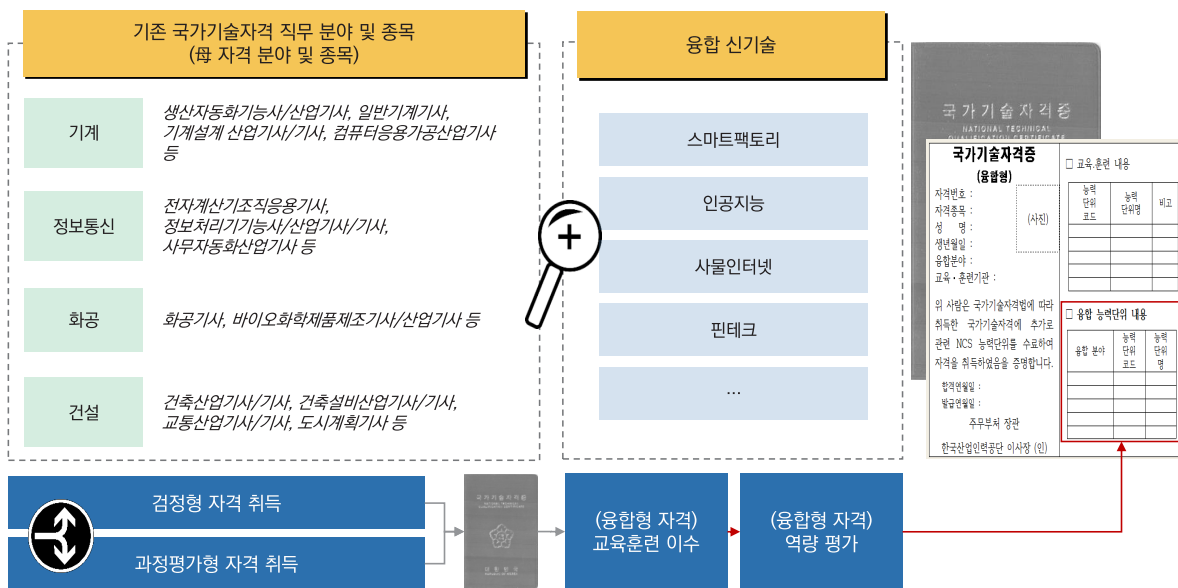 기존 국가기술자격 직무 분야 및 종목
(母 자격 분야 및 종목)
융합 신기술
기계
생산자동화기능사/산업기사, 일반기계기사,
기계설계 산업기사/기사, 컴퓨터응용가공산업기사
등
정보통신
전자계산기조직응용기사,
정보처리기기능사/산업기사/기사,
사무자동화산업기사 등
화공
화공기사, 바이오화학제품제조기사/산업기사 등
건설
건축산업기사/기사, 건축설비산업기사/기사,
교통산업기사/기사, 도시계획기사 등
스마트팩토리
인공지능
사물인터넷
핀테크
...
국가기술자격증
NATIONAL TECHNICAL
QUALIFICATION CERTIFICATE
국가기술자격증
(융합형)
자격번호 :
자격종목 :
성 명 :
생년월일 :
융합분야 :
교육·훈련기관 :
(사진)
위 사람은 국가기술자격법에 따라
취득한 국가기술자격에 추가로
관련 NCS 능력단위를 수료하여
자격을 취득하였음을 증명합니다.
합격연월일 :
발급연월일 :
주무부처 장관
한국산업인력공단 이사장 (인)
□ 교육.훈련 내용
능력
단위
코드
능력
단위명
비고
□ 융합 능력단위 내용
융합 분야
능력
단위
코드
능력
단위
명
검정형 자격 취득
과정평가형 자격 취득
국가기술자격증
대한민국
(융합형 자격)
교육훈련 이수
(융합형 자격)
역량 평가